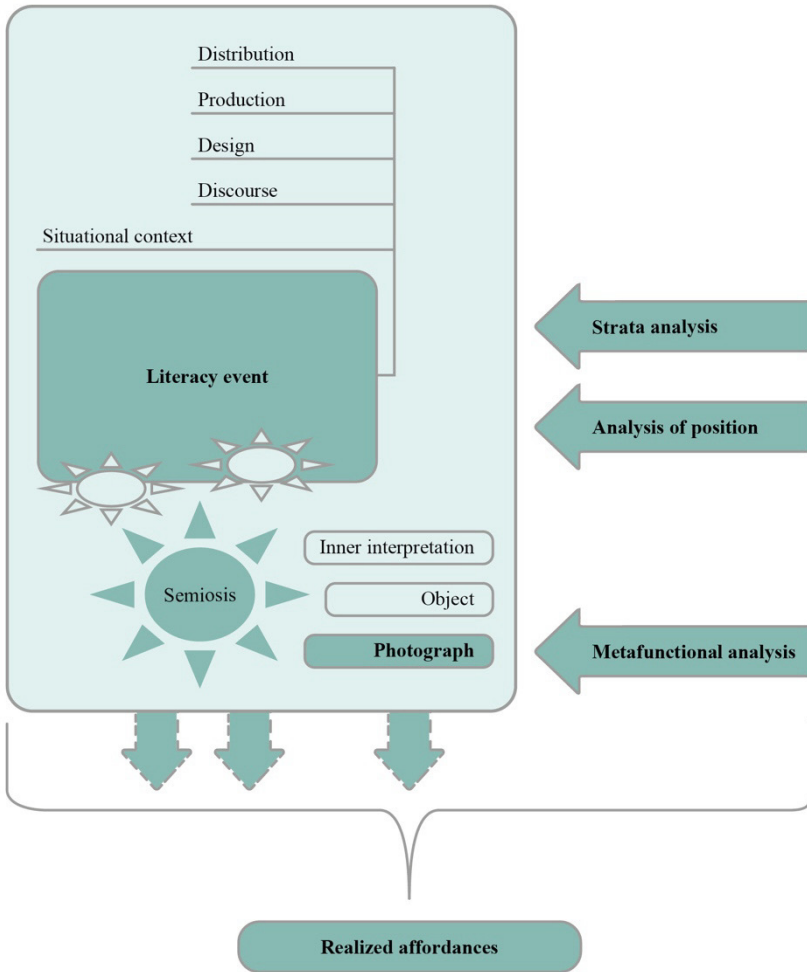 Distribution
Production
Design
Discourse
Situational context
Literacy event
Strata analysis
Analysis of position
Inner interpretation
Semiosis
Object
Photograph
Metafunctional analysis
Realized affordances